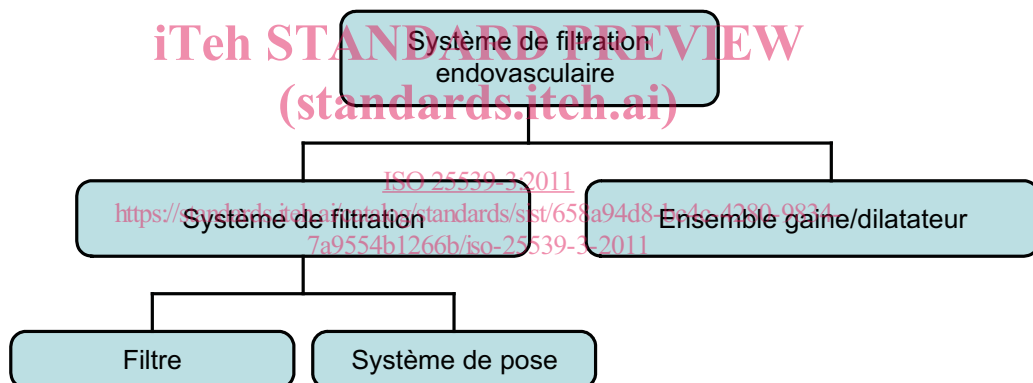 iTeh STANDARD PREVIEW
(standards.iteh.ai)
Système de filtration
endovasculaire
ISO 25539-3:2011
https://standards.iteh.ai/catalog/standards/sist/658a94d8-be4c-4280-9834-
7a9554b1266b/iso-25539-3-2011
Système de filtration
Ensemble gaine/dilatateur
Filtre
Système de pose